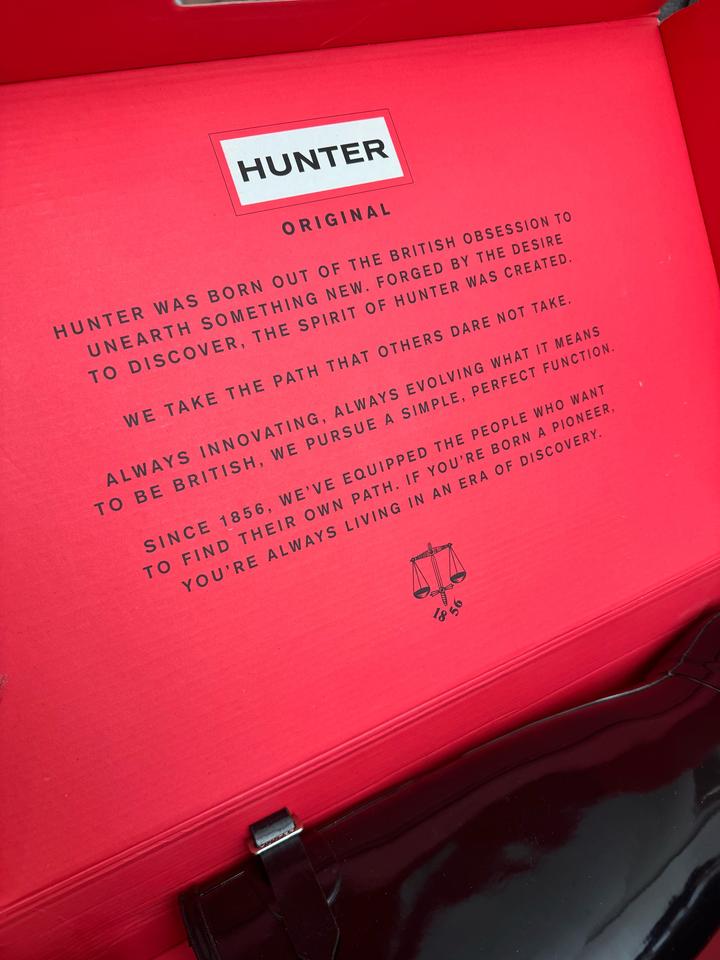 HUNTER
ORIGINAL
HUNTER WAS BORN OUT OF THE BRITISH OBSESSION TO
UNEARTH SOMETHING NEW. FORGED BY THE DESIRE
TO DISCOVER, THE SPIRIT OF HUNTER WAS CREATED.
WE TAKE THE PATH THAT OTHERS DARE NOT TAKE.
ALWAYS INNOVATING, ALWAYS EVOLVING WHAT IT MEANS
TO BE BRITISH, WE PURSUE A SIMPLE, PERFECT FUNCTION.
SINCE 1856, WE'VE EQUIPPED THE PEOPLE WHO WANT
TO FIND THEIR OWN PATH. IF YOU'RE BORN A PIONEER,
YOU'RE ALWAYS LIVING IN AN ERA OF DISCOVERY.
1856